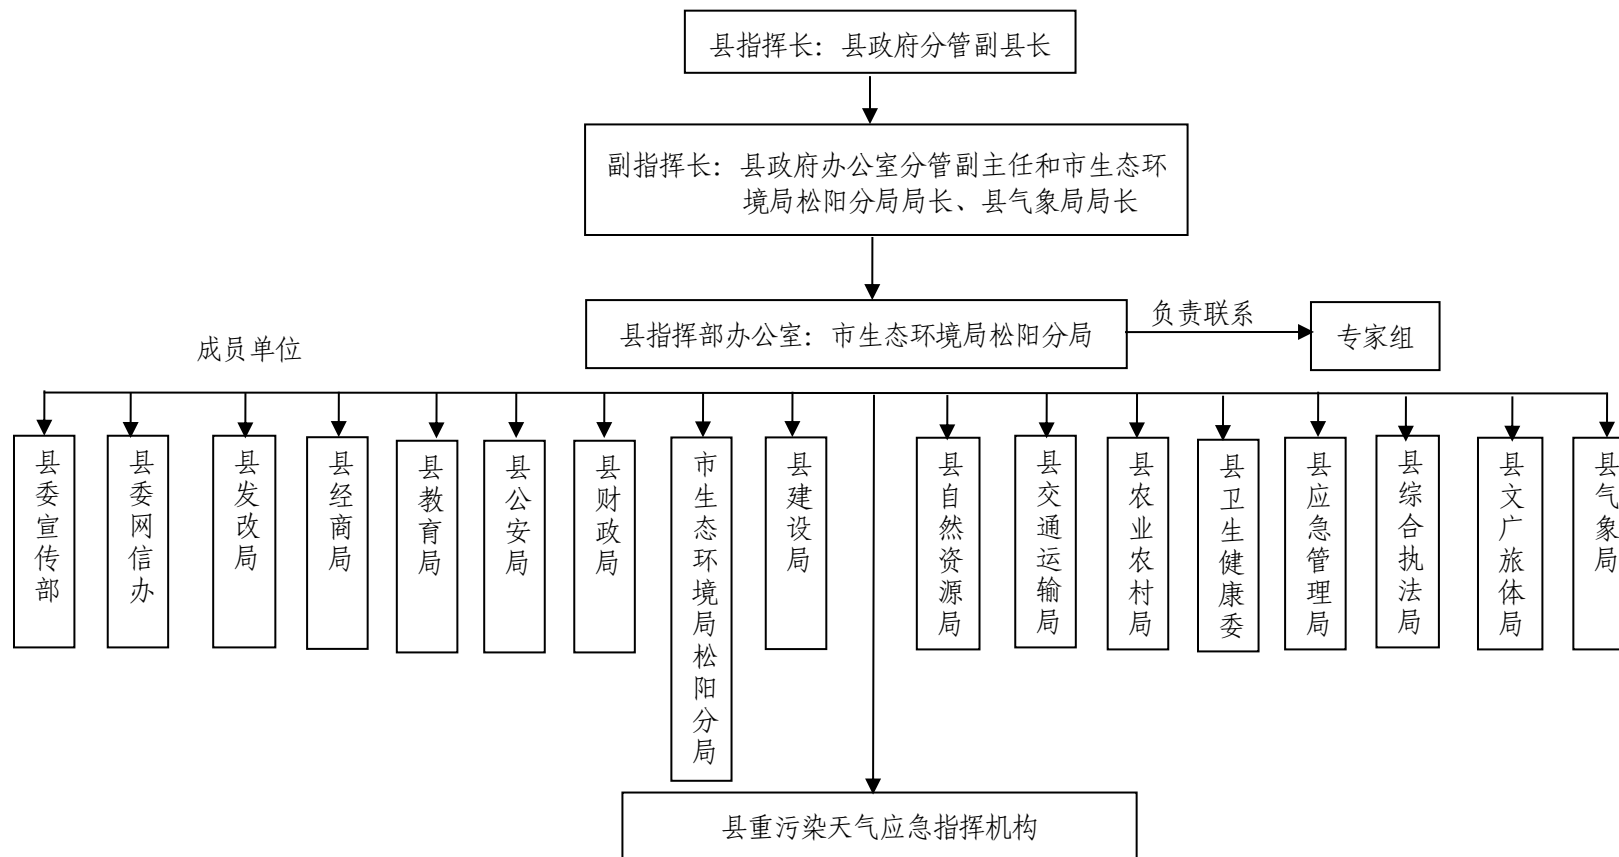 县指挥长：县政府分管副县长
副指挥长：县政府办公室分管副主任和市生态环
境局松阳分局局长、县气象局局长
县指挥部办公室：市生态环境局松阳分局
负责联系
专家组
成员单位
县委宣传部
县委网信办
县发改局
县经商局
县教育局
县公安局
县财政局
市生态环境局松阳分局
县建设局
县自然资源局
县交通运输局
县农业农村局
县卫生健康委
县应急管理局
县综合执法局
县文广旅体局
县气象局
县重污染天气应急指挥机构